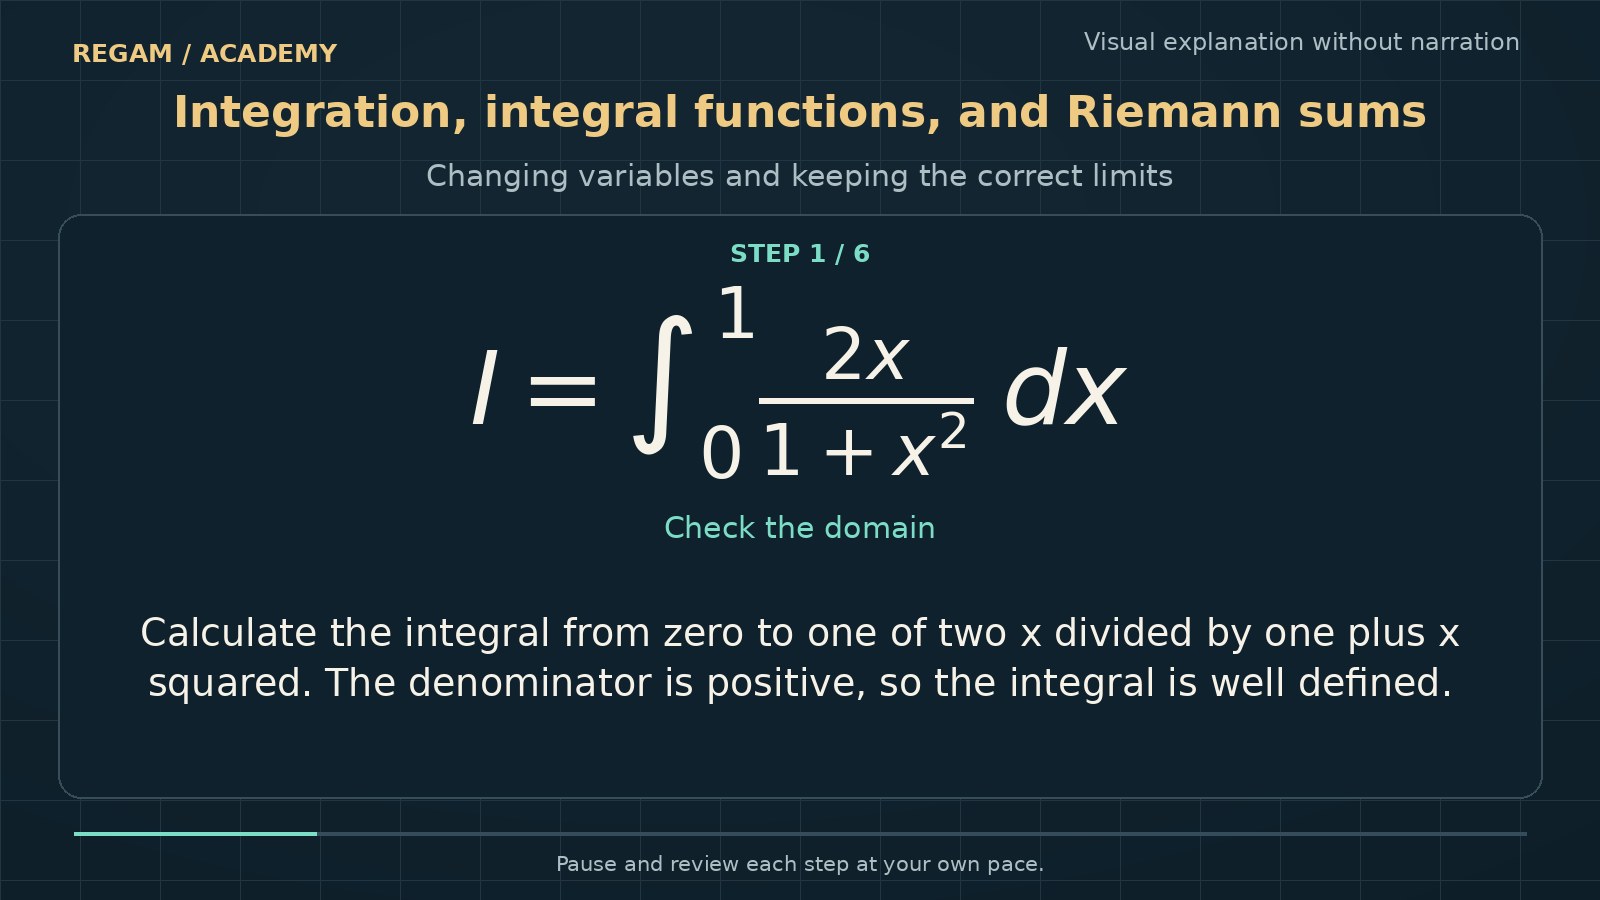 REGAM / ACADEMY
Visual explanation without narration
Integration, integral functions, and Riemann sums
Changing variables and keeping the correct limits
STEP 1 / 6
I = ∫₀¹ 2x / (1 + x²) dx
Check the domain
Calculate the integral from zero to one of two x divided by one plus x
squared. The denominator is positive, so the integral is well defined.
Pause and review each step at your own pace.